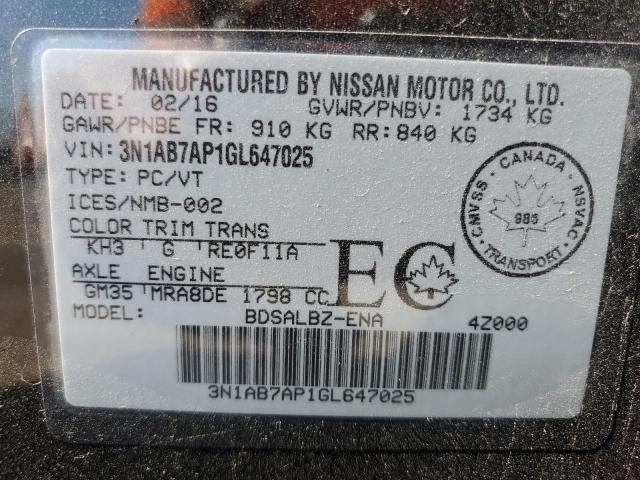 MANUFACTURED BY NISSAN MOTOR CO., LTD.
DATE: 02/16 GVWR/PNBV: 1734 KG
GAWR/PNBE FR: 910 KG RR: 840 KG
VIN: 3N1AB7AP1GL647025
TYPE: PC/VT
ICES/NMB-002
COLOR TRIM TRANS
KH3 G RE0F11A
AXLE ENGINE
GM35 MRA8DE 1798 CC
MODEL: BDSALBZ-ENA 4Z000
EC
CMVSS • CANADA • NSVAC • TRANSPORT •
983
3N1AB7AP1GL647025